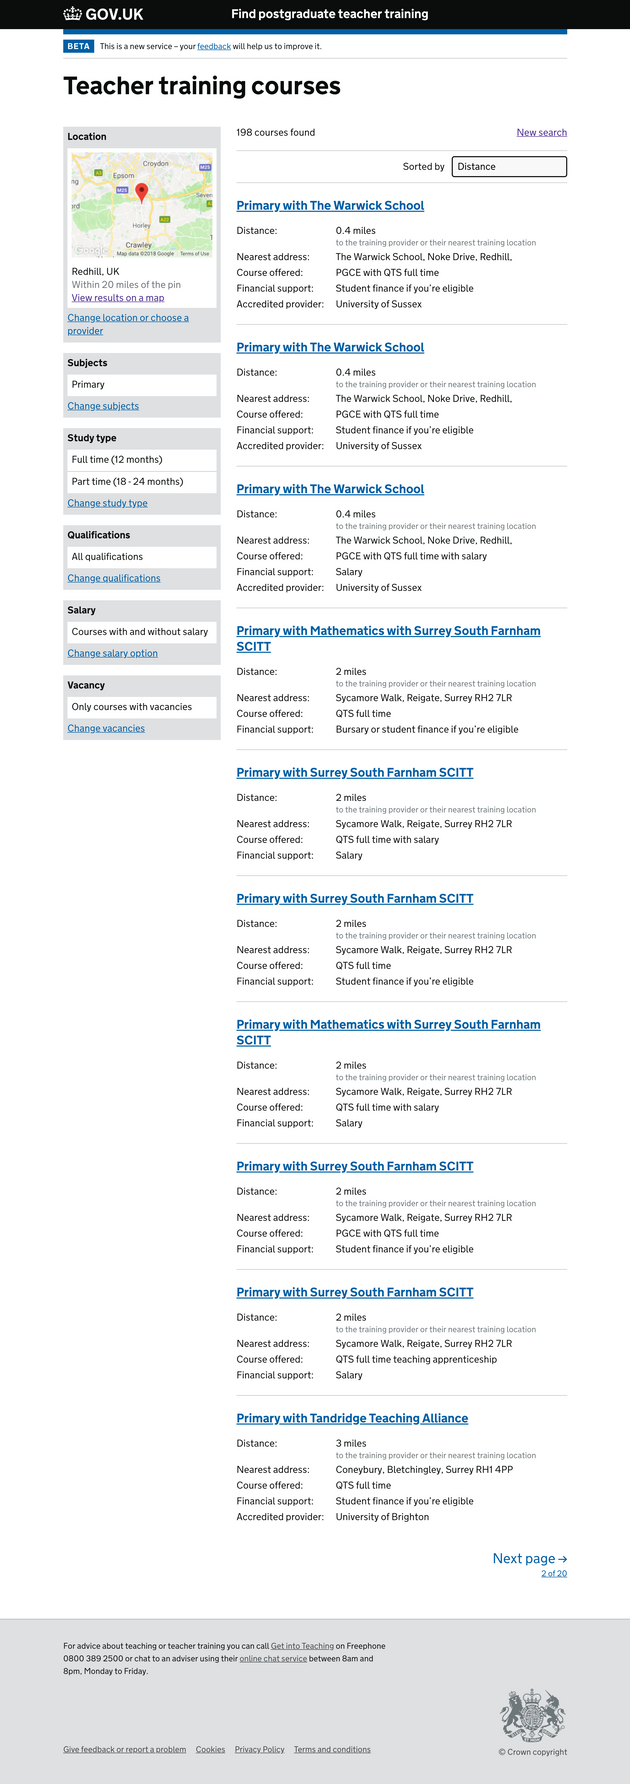 GOV.UK
Find postgraduate teacher training
BETA This is a new service – your feedback will help us to improve it.
Teacher training courses
Location
Croydon
M25
A3
Epsom
M25
Seven
ng
A21
ord
Horley
A22
Crawley
Google
Map data ©2018 Google Terms of Use
Redhill, UK
Within 20 miles of the pin
View results on a map
Change location or choose a
provider
Subjects
Primary
Change subjects
Study type
Full time (12 months)
Part time (18 - 24 months)
Change study type
Qualifications
All qualifications
Change qualifications
Salary
Courses with and without salary
Change salary option
Vacancy
Only courses with vacancies
Change vacancies
198 courses found
New search
Sorted by Distance
Primary with The Warwick School
Distance: 0.4 miles
to the training provider or their nearest training location
Nearest address: The Warwick School, Noke Drive, Redhill,
Course offered: PGCE with QTS full time
Financial support: Student finance if you're eligible
Accredited provider: University of Sussex
Primary with The Warwick School
Distance: 0.4 miles
to the training provider or their nearest training location
Nearest address: The Warwick School, Noke Drive, Redhill,
Course offered: PGCE with QTS full time
Financial support: Student finance if you're eligible
Accredited provider: University of Sussex
Primary with The Warwick School
Distance: 0.4 miles
to the training provider or their nearest training location
Nearest address: The Warwick School, Noke Drive, Redhill,
Course offered: PGCE with QTS full time with salary
Financial support: Salary
Accredited provider: University of Sussex
Primary with Mathematics with Surrey South Farnham
SCITT
Distance: 2 miles
to the training provider or their nearest training location
Nearest address: Sycamore Walk, Reigate, Surrey RH2 7LR
Course offered: QTS full time
Financial support: Bursary or student finance if you're eligible
Primary with Surrey South Farnham SCITT
Distance: 2 miles
to the training provider or their nearest training location
Nearest address: Sycamore Walk, Reigate, Surrey RH2 7LR
Course offered: QTS full time with salary
Financial support: Salary
Primary with Surrey South Farnham SCITT
Distance: 2 miles
to the training provider or their nearest training location
Nearest address: Sycamore Walk, Reigate, Surrey RH2 7LR
Course offered: QTS full time
Financial support: Student finance if you're eligible
Primary with Mathematics with Surrey South Farnham
SCITT
Distance: 2 miles
to the training provider or their nearest training location
Nearest address: Sycamore Walk, Reigate, Surrey RH2 7LR
Course offered: QTS full time with salary
Financial support: Salary
Primary with Surrey South Farnham SCITT
Distance: 2 miles
to the training provider or their nearest training location
Nearest address: Sycamore Walk, Reigate, Surrey RH2 7LR
Course offered: PGCE with QTS full time
Financial support: Student finance if you're eligible
Primary with Surrey South Farnham SCITT
Distance: 2 miles
to the training provider or their nearest training location
Nearest address: Sycamore Walk, Reigate, Surrey RH2 7LR
Course offered: QTS full time teaching apprenticeship
Financial support: Salary
Primary with Tandridge Teaching Alliance
Distance: 3 miles
to the training provider or their nearest training location
Nearest address: Coneybury, Bletchingley, Surrey RH1 4PP
Course offered: QTS full time
Financial support: Student finance if you're eligible
Accredited provider: University of Brighton
Next page →
2 of 20
For advice about teaching or teacher training you can call Get into Teaching on Freephone
0800 389 2500 or chat to an adviser using their online chat service between 8am and
8pm, Monday to Friday.
Give feedback or report a problem Cookies Privacy Policy Terms and conditions
© Crown copyright